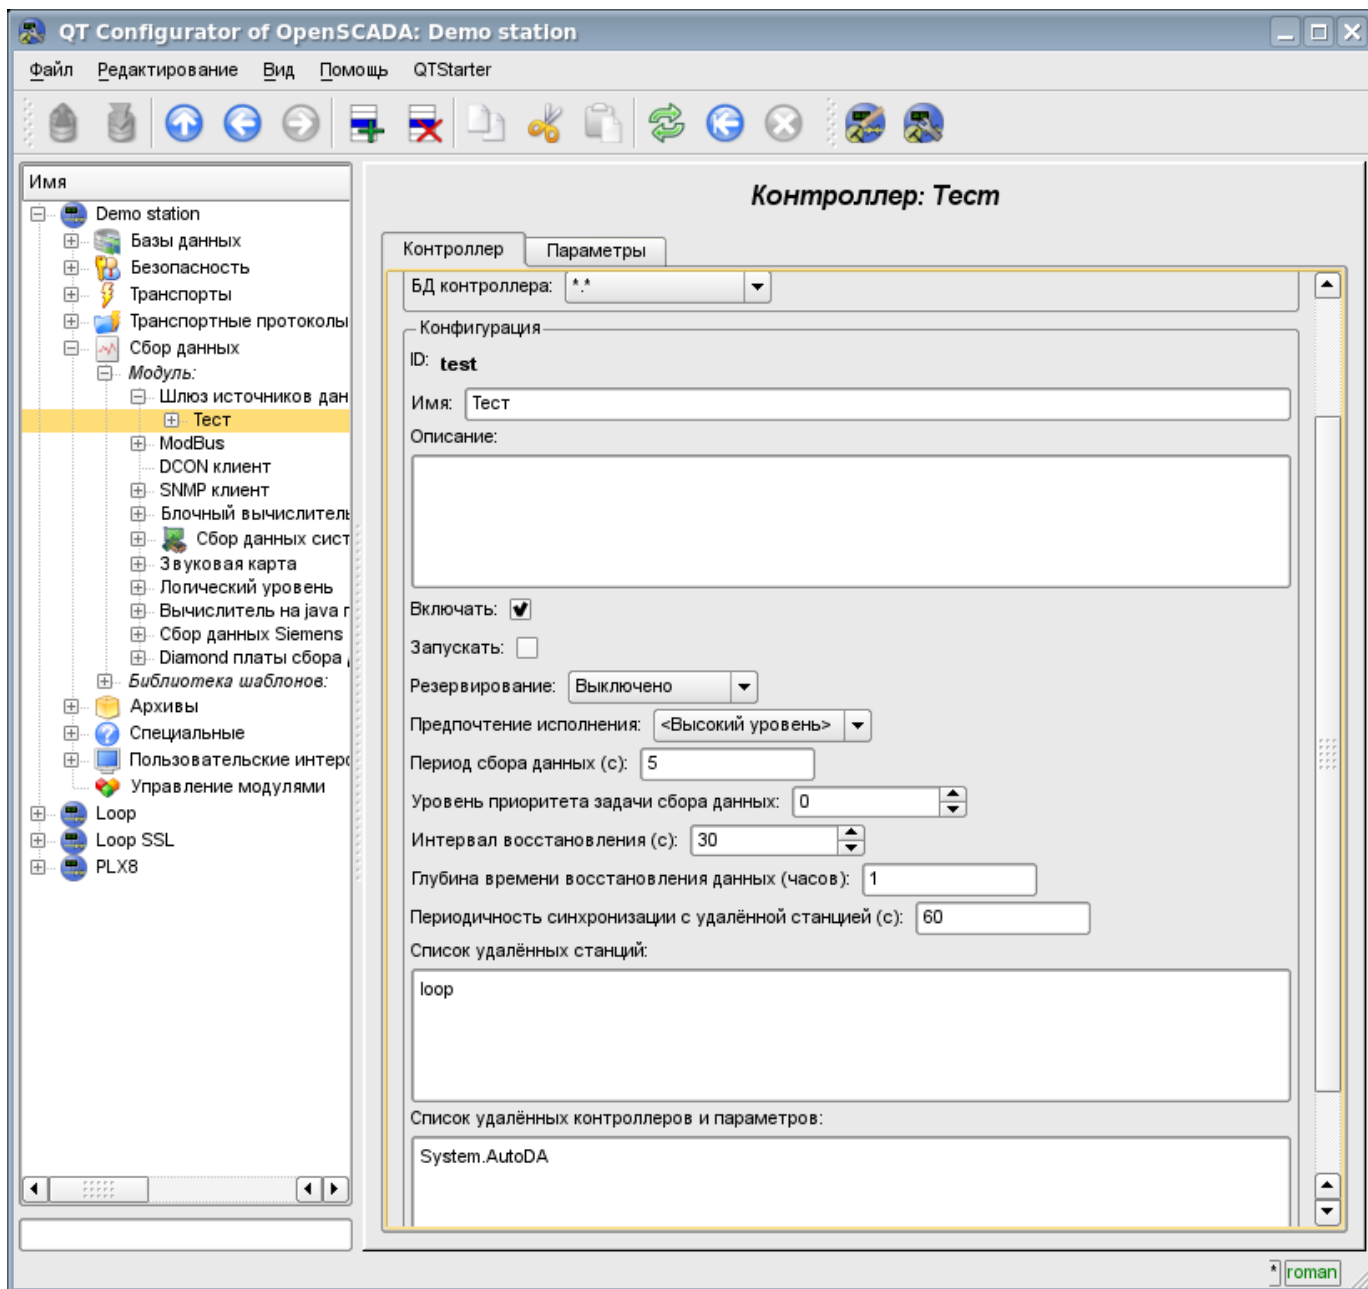 QT Configurator of OpenSCADA: Demo station
Файл Редактирование Вид Помощь QTStarter
Имя
Demo station
Базы данных
Безопасность
Транспорты
Транспортные протоколы
Сбор данных
Модуль:
Шлюз источников дан
Тест
ModBus
DCON клиент
SNMP клиент
Блочный вычислитель
Сбор данных сист
Звуковая карта
Логический уровень
Вычислитель на java
Сбор данных Siemens
Diamond платы сбора
Библиотека шаблонов:
Архивы
Специальные
Пользовательские интер
Управление модулями
Loop
Loop SSL
PLX8
Контроллер: Тест
Контроллер Параметры
БД контроллера: *.*
Конфигурация
ID: test
Имя: Тест
Описание:
Включать:
Запускать:
Резервирование: Выключено
Предпочтение исполнения: <Высокий уровень>
Период сбора данных (с): 5
Уровень приоритета задачи сбора данных: 0
Интервал восстановления (с): 30
Глубина времени восстановления данных (часов): 1
Периодичность синхронизации с удалённой станцией (с): 60
Список удалённых станций:
loop
Список удалённых контроллеров и параметров:
System.AutoDA
* roman